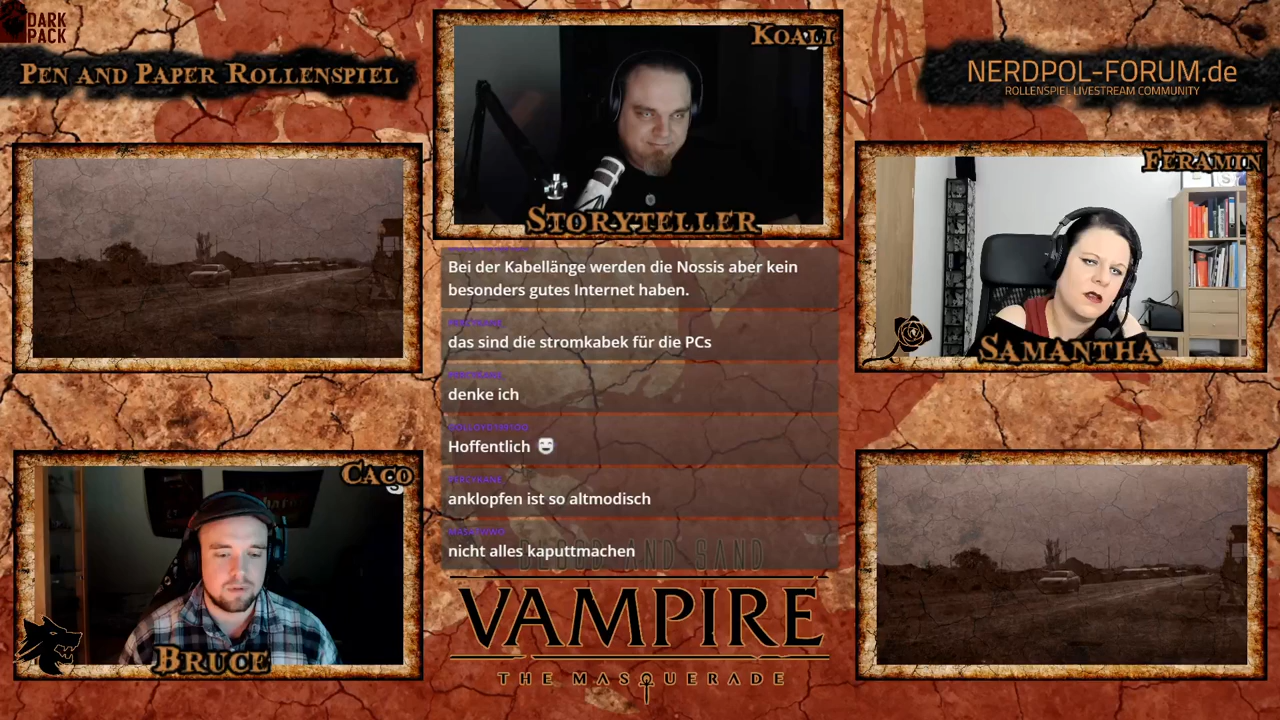 DARK
PACK
PEN AND PAPER ROLLENSPIEL
KOALI
STORYTELLER
NERDPOL-FORUM.de
ROLLENSPIEL LIVESTREAM COMMUNITY
FERAMIN
SAMANTHA
Bei der Kabellänge werden die Nossis aber kein
besonders gutes Internet haben.
das sind die stromkabek für die PCs
denke ich
Hoffentlich
anklopfen ist so altmodisch
nicht alles kaputtmachen
BLOOD AND SAND
VAMPIRE
THE MASQUERADE
CACO
BRUCE